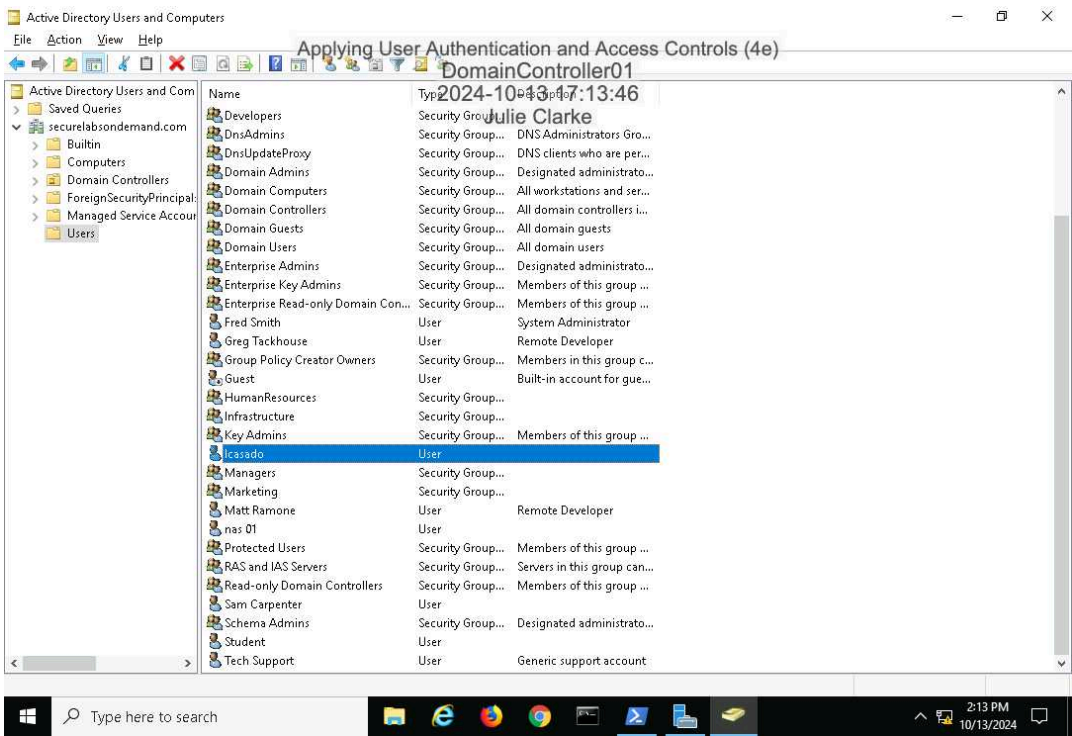 Active Directory Users and Computers
File Action View Help
Applying User Authentication and Access Controls (4e)
DomainController01
2024-10-13 17:13:46
Julie Clarke
Active Directory Users and Com
Saved Queries
securelabsondemand.com
Builtin
Computers
Domain Controllers
ForeignSecurityPrincipal:
Managed Service Accour
Users
Name Type Description
Developers Security Group...
DnsAdmins Security Group... DNS Administrators Gro...
DnsUpdateProxy Security Group... DNS clients who are per...
Domain Admins Security Group... Designated administrato...
Domain Computers Security Group... All workstations and ser...
Domain Controllers Security Group... All domain controllers i...
Domain Guests Security Group... All domain guests
Domain Users Security Group... All domain users
Enterprise Admins Security Group... Designated administrato...
Enterprise Key Admins Security Group... Members of this group ...
Enterprise Read-only Domain Con... Security Group... Members of this group ...
Fred Smith User System Administrator
Greg Tackhouse User Remote Developer
Group Policy Creator Owners Security Group... Members in this group c...
Guest User Built-in account for gue...
HumanResources Security Group...
Infrastructure Security Group...
Key Admins Security Group... Members of this group ...
lcasado User
Managers Security Group...
Marketing Security Group...
Matt Ramone User Remote Developer
nas 01 User
Protected Users Security Group... Members of this group ...
RAS and IAS Servers Security Group... Servers in this group can...
Read-only Domain Controllers Security Group... Members of this group ...
Sam Carpenter User
Schema Admins Security Group... Designated administrato...
Student User
Tech Support User Generic support account
Type here to search
2:13 PM
10/13/2024